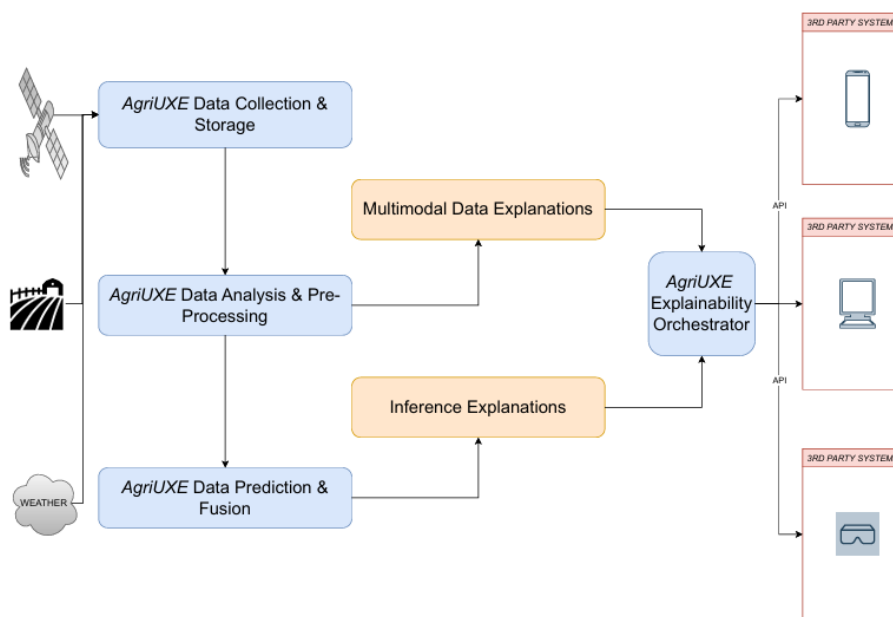 3RD PARTY SYSTEM
AgriUXE Data Collection &
Storage
API
Multimodal Data Explanations
3RD PARTY SYSTEM
AgriUXE
Explainability
Orchestrator
AgriUXE Data Analysis & Pre-
Processing
API
Inference Explanations
3RD PARTY SYSTEM
WEATHER
AgriUXE Data Prediction &
Fusion